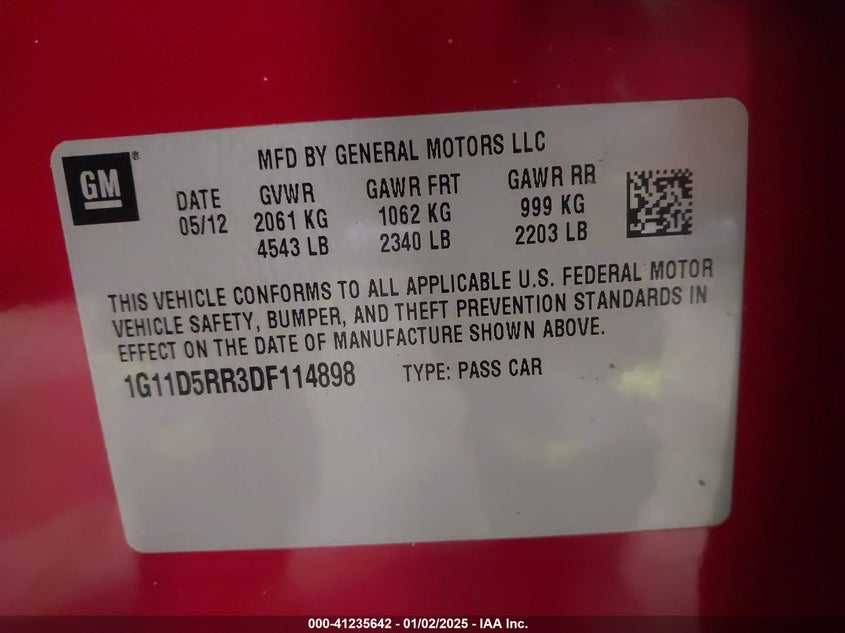 GM®
MFD BY GENERAL MOTORS LLC
DATE GVWR GAWR FRT GAWR RR
05/12 2061 KG 1062 KG 999 KG
4543 LB 2340 LB 2203 LB
THIS VEHICLE CONFORMS TO ALL APPLICABLE U.S. FEDERAL MOTOR
VEHICLE SAFETY, BUMPER, AND THEFT PREVENTION STANDARDS IN
EFFECT ON THE DATE OF MANUFACTURE SHOWN ABOVE.
1G11D5RR3DF114898 TYPE: PASS CAR
000-41235642 / 01/02/2025 - IAA Inc.